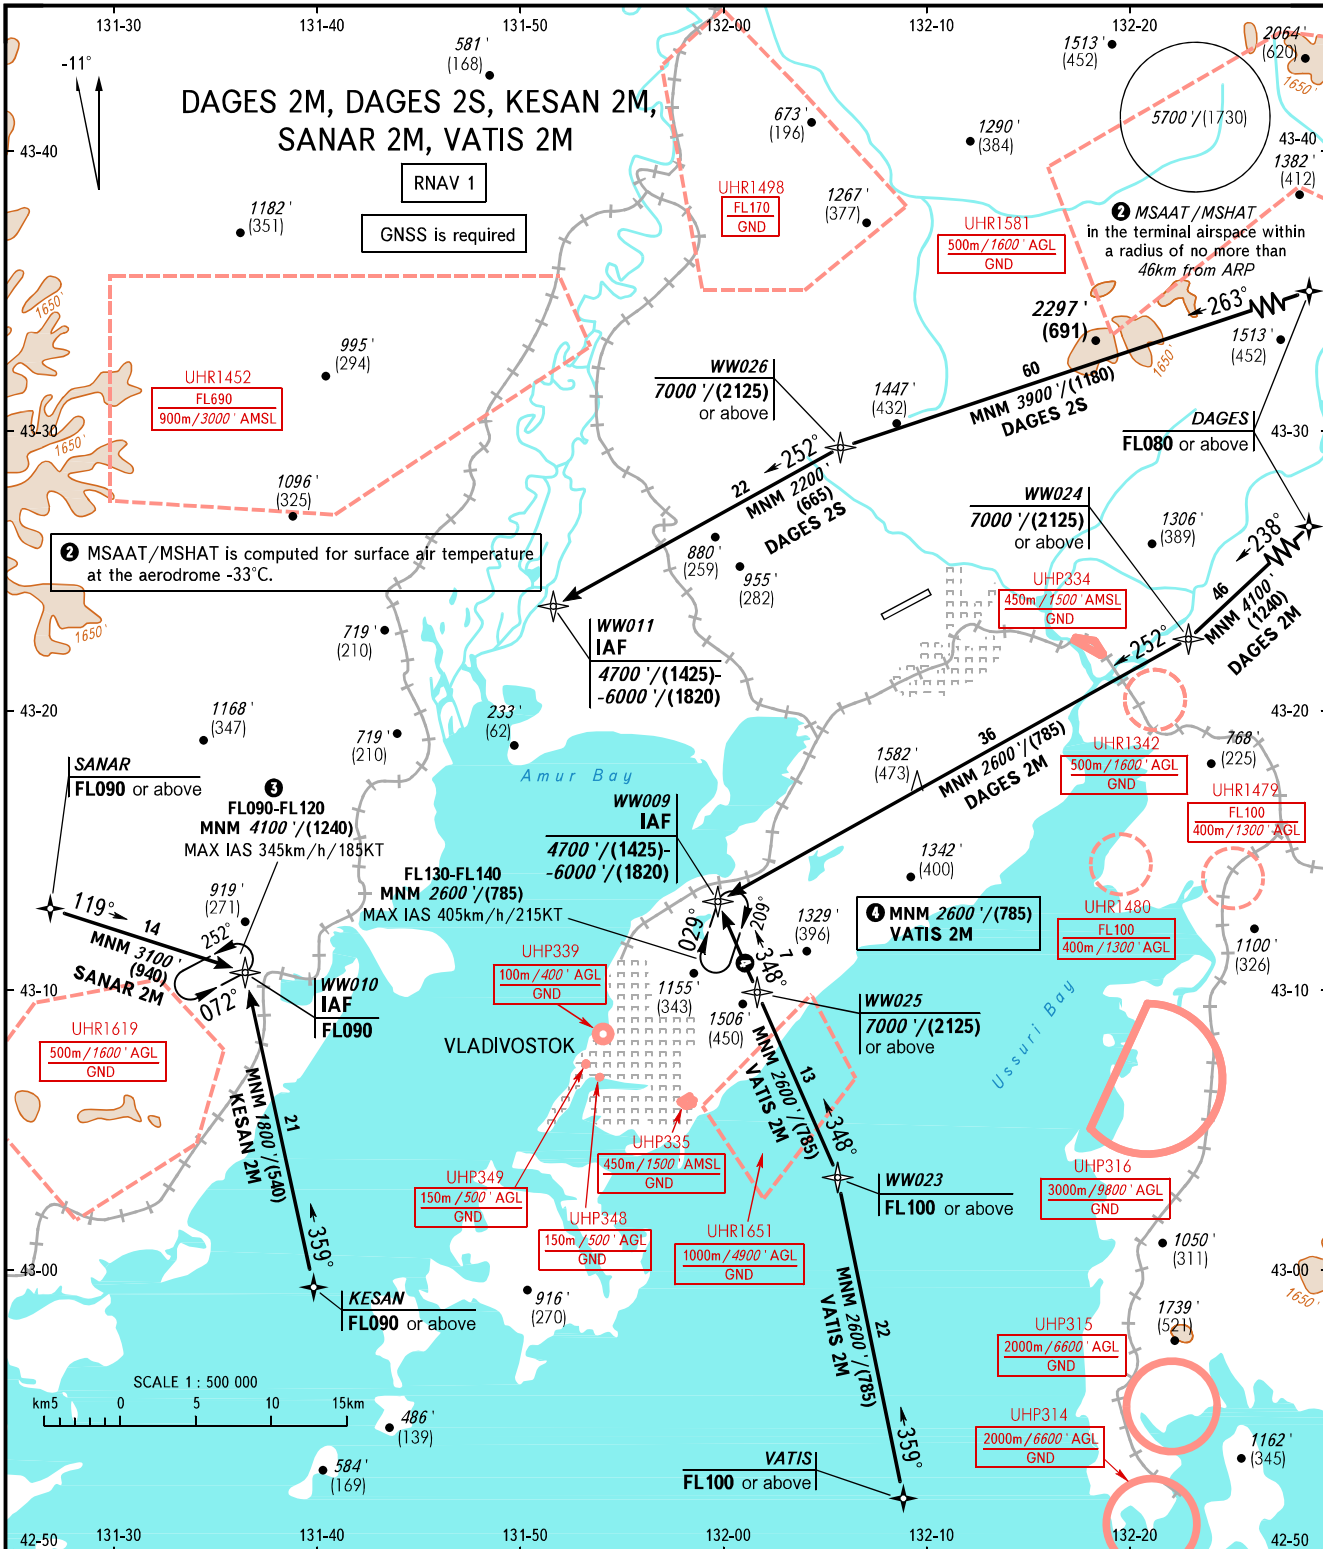 131-30
131-40
131-50
132-00
132-10
132-20
-11°
581 '
(168)
1513 '
(452)
2064 '
(620)
1650'
DAGES 2M, DAGES 2S, KESAN 2M,
SANAR 2M, VATIS 2M
RNAV 1
GNSS is required
673 '
(196)
1290 '
(384)
5700 '/(1730)
43-40
43-40
1382 '
(412)
1182 '
(351)
UHR1498
FL170
GND
1267 '
(377)
UHR1581
500m/1600 ' AGL
GND
2 MSAAT/MSHAT
in the terminal airspace within
a radius of no more than
46km from ARP
263°
1650'
2297 '
(691)
1513 '
(452)
1650'
995 '
(294)
UHR1452
FL690
900m/3000 ' AMSL
WW026
7000 '/(2125)
or above
1447 '
(432)
60
MNM 3900 '/(1180)
DAGES 2S
DAGES
FL080 or above
43-30
43-30
1650'
252°
22
MNM 2200 '
(665)
DAGES 2S
1096 '
(325)
WW024
7000 '/(2125)
or above
1306 '
(389)
238°
46
MNM 4100 '
(1240)
DAGES 2M
2 MSAAT/MSHAT is computed for surface air temperature
at the aerodrome -33°C.
880 '
(259)
955 '
(282)
UHP334
450m/1500 ' AMSL
GND
1650'
719 '
(210)
WW011
IAF
4700 '/(1425)-
-6000 '/(1820)
252°
43-20
43-20
1168 '
(347)
719 '
(210)
233 '
(62)
36
MNM 2600 '/(785)
DAGES 2M
1582 '
(473)
UHR1342
500m/1600 ' AGL
GND
768 '
(225)
SANAR
FL090 or above
Amur Bay
UHR1479
FL100
400m/1300 ' AGL
3
FL090-FL120
MNM 4100 '/(1240)
MAX IAS 345km/h/185KT
WW009
IAF
4700 '/(1425)-
-6000 '/(1820)
1342 '
(400)
FL130-FL140
MNM 2600 '/(785)
MAX IAS 405km/h/215KT
919 '
(271)
119°
14
MNM 3100 '
(940)
SANAR 2M
252°
072°
029°
209°
4
348°
7
1329 '
(396)
4 MNM 2600 '/(785)
VATIS 2M
UHR1480
FL100
400m/1300 ' AGL
1100 '
(326)
UHP339
100m/400 ' AGL
GND
WW010
IAF
FL090
1155 '
(343)
1506 '
(450)
WW025
7000 '/(2125)
or above
43-10
43-10
Ussuri Bay
UHR1619
500m/1600 ' AGL
GND
VLADIVOSTOK
13
MNM 2600 '/(785)
VATIS 2M
348°
21
MNM 1800 '/(540)
KESAN 2M
359°
UHP335
450m/1500 ' AMSL
GND
UHP349
150m/500 ' AGL
GND
UHP316
3000m/9800 ' AGL
GND
WW023
FL100 or above
UHP348
150m/500 ' AGL
GND
UHR1651
1000m/4900 ' AGL
GND
1050 '
(311)
43-00
43-00
1650'
KESAN
FL090 or above
916 '
(270)
22
MNM 2600 '/(785)
VATIS 2M
359°
1739 '
(521)
UHP315
2000m/6600 ' AGL
GND
SCALE 1 : 500 000
km5
0
5
10
15km
486 '
(139)
UHP314
2000m/6600 ' AGL
GND
1162 '
(345)
584 '
(169)
VATIS
FL100 or above
42-50
131-30
131-40
131-50
132-00
132-10
132-20
42-50